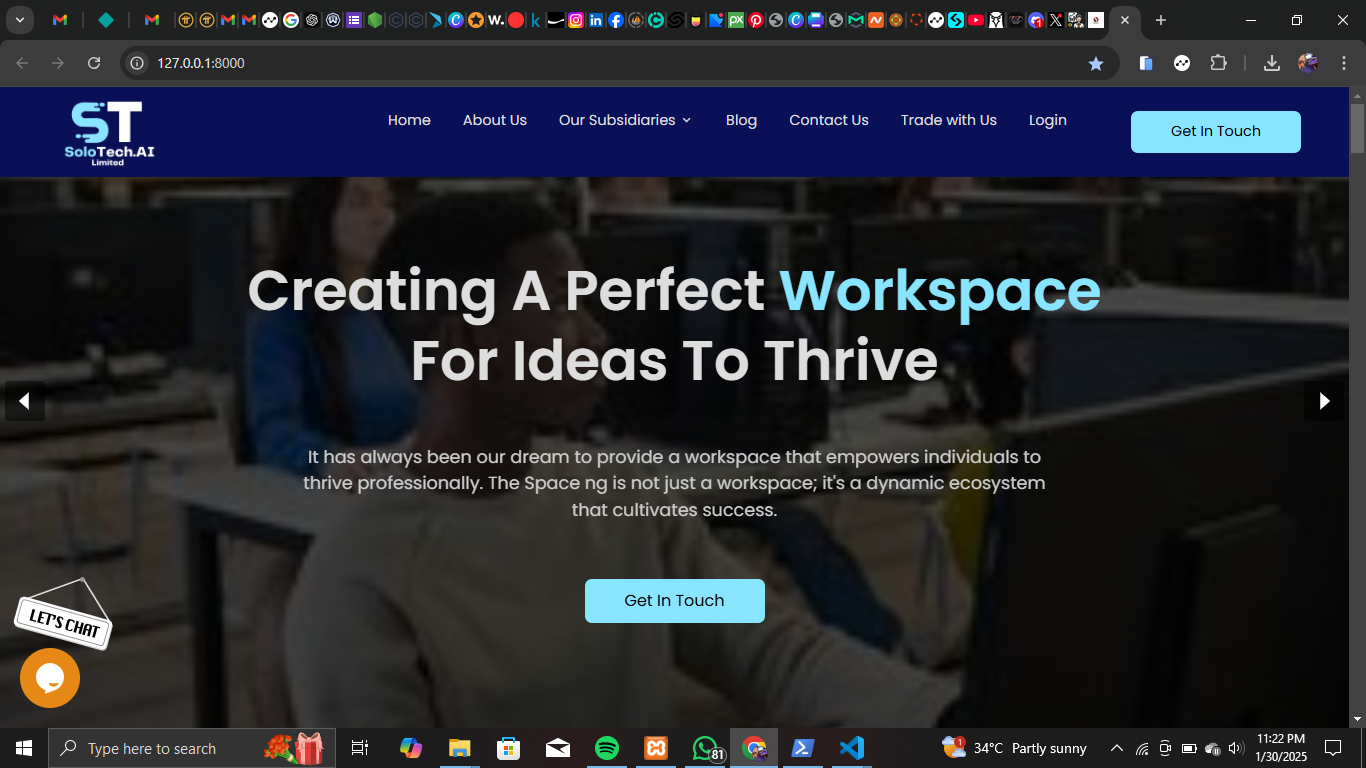 127.0.0.1:8000
ST
SoloTech.AI
Limited
Home
About Us
Our Subsidiaries
Blog
Contact Us
Trade with Us
Login
Get In Touch
Creating A Perfect Workspace
For Ideas To Thrive
It has always been our dream to provide a workspace that empowers individuals to
thrive professionally. The Space ng is not just a workspace; it's a dynamic ecosystem
that cultivates success.
Get In Touch
LET'S CHAT
Type here to search
81
1
34°C Partly sunny
11:22 PM
1/30/2025